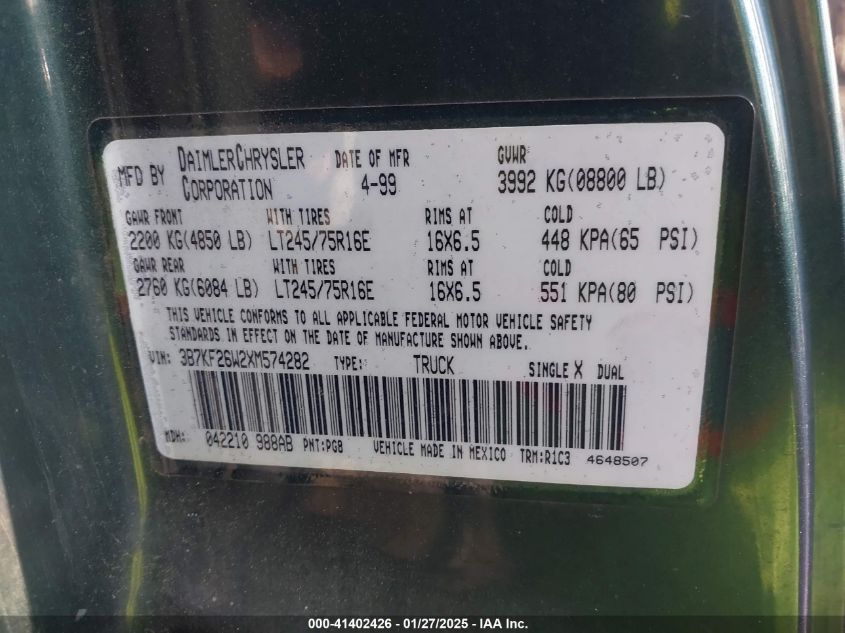 MFD BY DAIMLERCHRYSLER CORPORATION DATE OF MFR 4-99 GVWR 3992 KG(08800 LB)
GAWR FRONT WITH TIRES RIMS AT COLD
2200 KG(4850 LB) LT245/75R16E 16X6.5 448 KPA(65 PSI)
GAWR REAR WITH TIRES RIMS AT COLD
2760 KG(6084 LB) LT245/75R16E 16X6.5 551 KPA(80 PSI)
THIS VEHICLE CONFORMS TO ALL APPLICABLE FEDERAL MOTOR VEHICLE SAFETY
STANDARDS IN EFFECT ON THE DATE OF MANUFACTURE SHOWN ABOVE.
VIN: 3B7KF26W2XM574282 TYPE: TRUCK SINGLE X DUAL
MDH: 042210 988AB PNT:PG8 VEHICLE MADE IN MEXICO TRM:R1C3 4648507
000-41402426 - 01/27/2025 - IAA Inc.